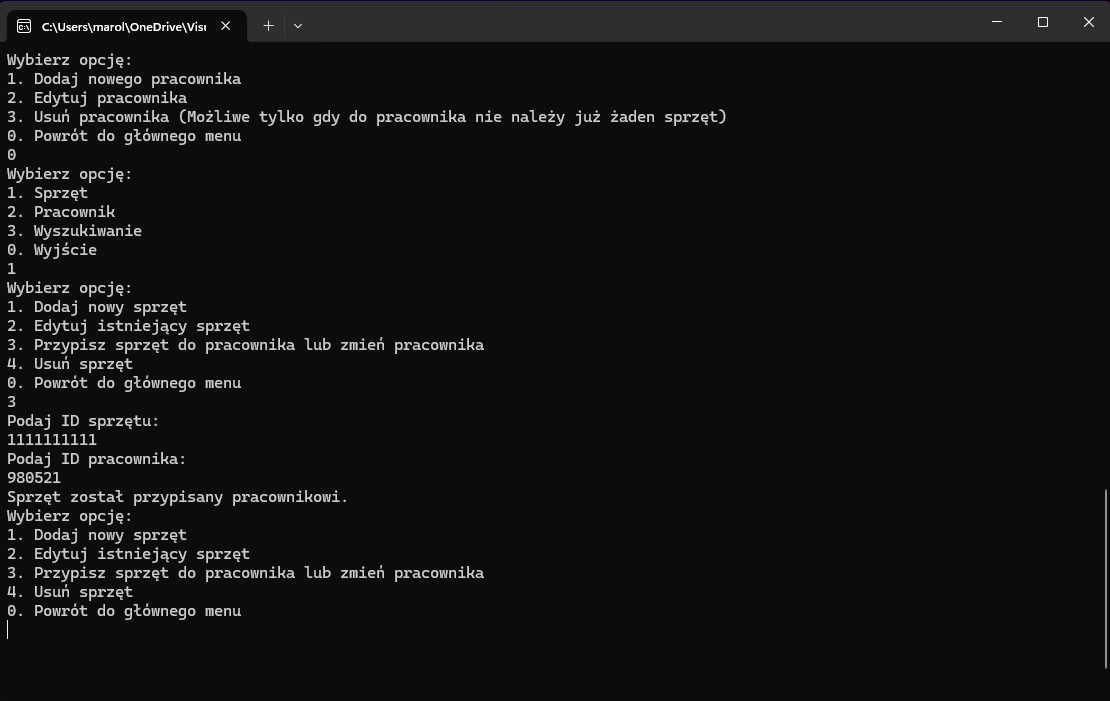 C:\Users\marol\OneDrive\Visu
Wybierz opcję:
1. Dodaj nowego pracownika
2. Edytuj pracownika
3. Usuń pracownika (Możliwe tylko gdy do pracownika nie należy już żaden sprzęt)
0. Powrót do głównego menu
0
Wybierz opcję:
1. Sprzęt
2. Pracownik
3. Wyszukiwanie
0. Wyjście
1
Wybierz opcję:
1. Dodaj nowy sprzęt
2. Edytuj istniejący sprzęt
3. Przypisz sprzęt do pracownika lub zmień pracownika
4. Usuń sprzęt
0. Powrót do głównego menu
3
Podaj ID sprzętu:
1111111111
Podaj ID pracownika:
980521
Sprzęt został przypisany pracownikowi.
Wybierz opcję:
1. Dodaj nowy sprzęt
2. Edytuj istniejący sprzęt
3. Przypisz sprzęt do pracownika lub zmień pracownika
4. Usuń sprzęt
0. Powrót do głównego menu